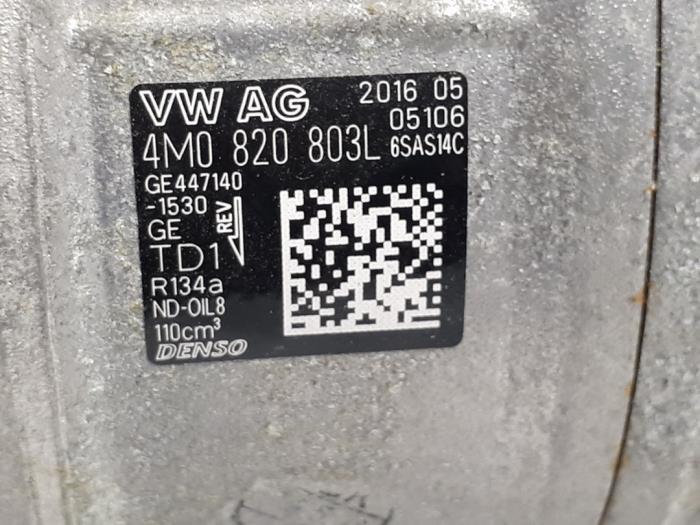 VW AG 2016 05
05106
4M0 820 803L 6SAS14C
GE447140
-1530
GE REV
TD1
R134a
ND-OIL8
110cm³
DENSO